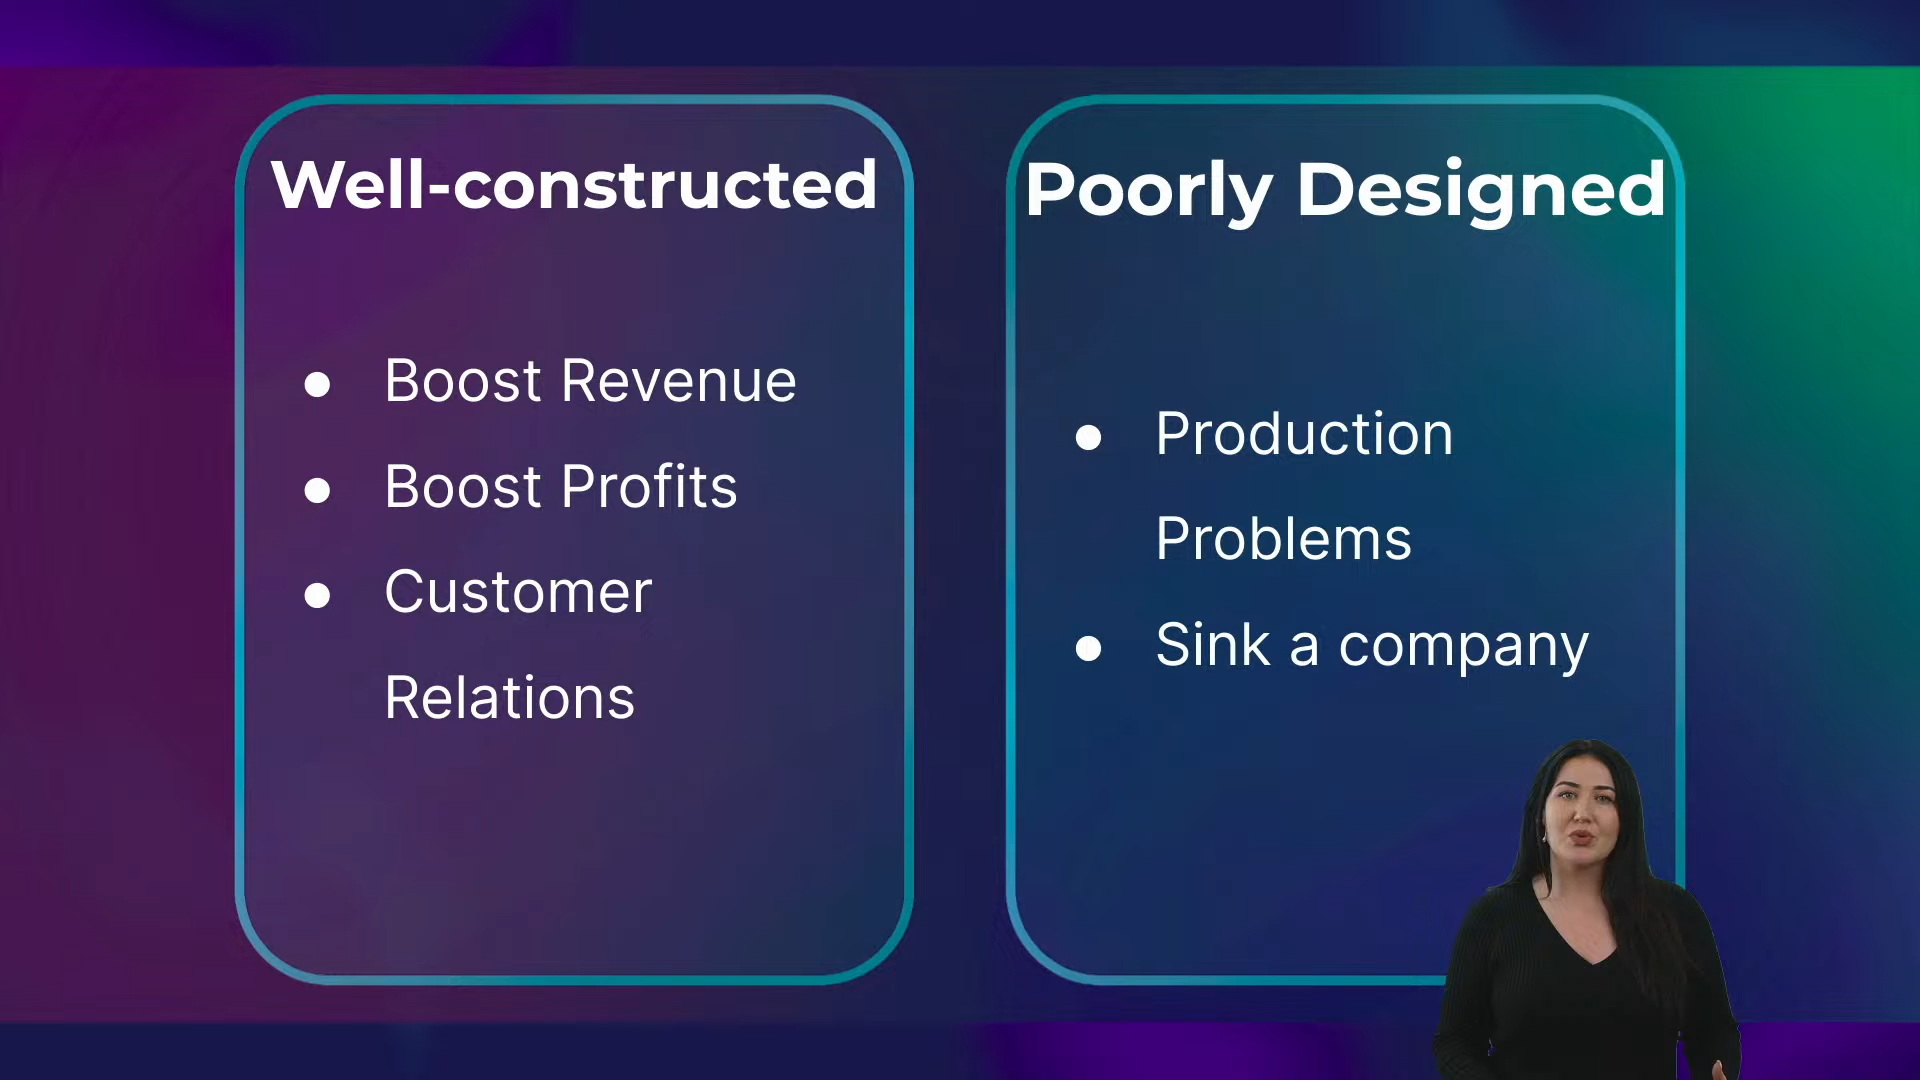 Well-constructed
● Boost Revenue
● Boost Profits
● Customer
Relations
Poorly Designed
● Production
Problems
● Sink a company